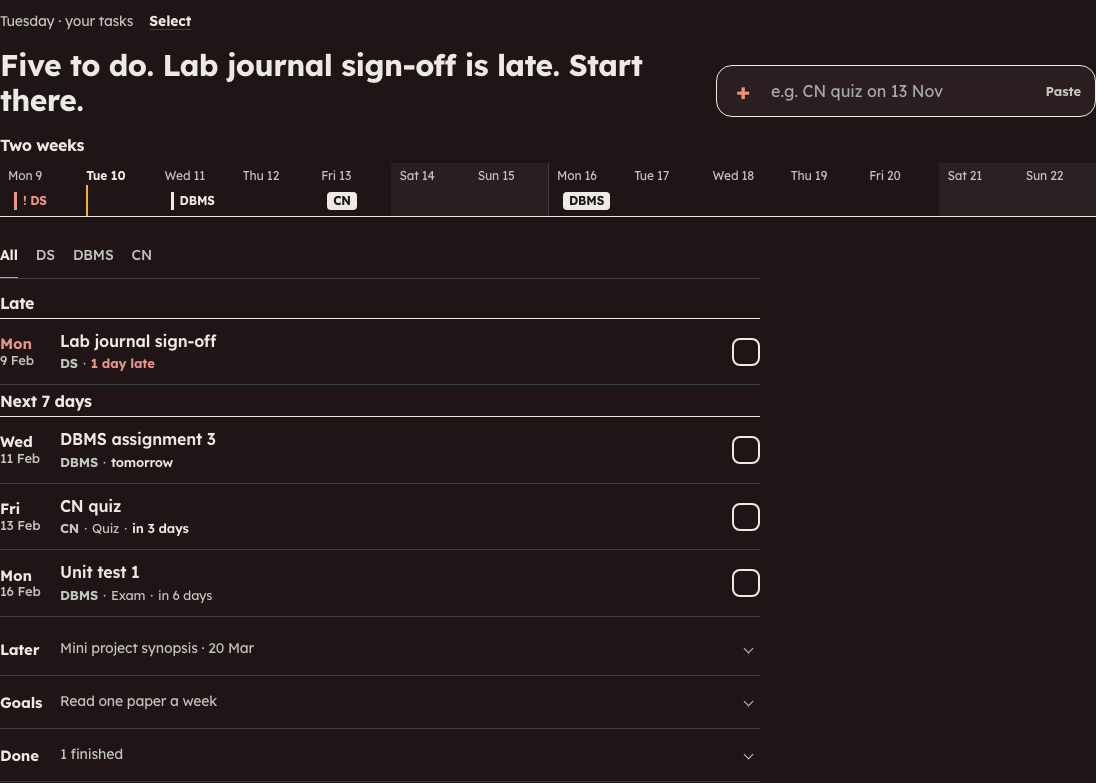 Tuesday · your tasks Select
Five to do. Lab journal sign-off is late. Start
there.
+ e.g. CN quiz on 13 Nov Paste
Two weeks
Mon 9 Tue 10 Wed 11 Thu 12 Fri 13 Sat 14 Sun 15 Mon 16 Tue 17 Wed 18 Thu 19 Fri 20 Sat 21 Sun 22
! DS DBMS CN DBMS
All DS DBMS CN
Late
Mon Lab journal sign-off
9 Feb DS · 1 day late
Next 7 days
Wed DBMS assignment 3
11 Feb DBMS · tomorrow
Fri CN quiz
13 Feb CN · Quiz · in 3 days
Mon Unit test 1
16 Feb DBMS · Exam · in 6 days
Later Mini project synopsis · 20 Mar
Goals Read one paper a week
Done 1 finished